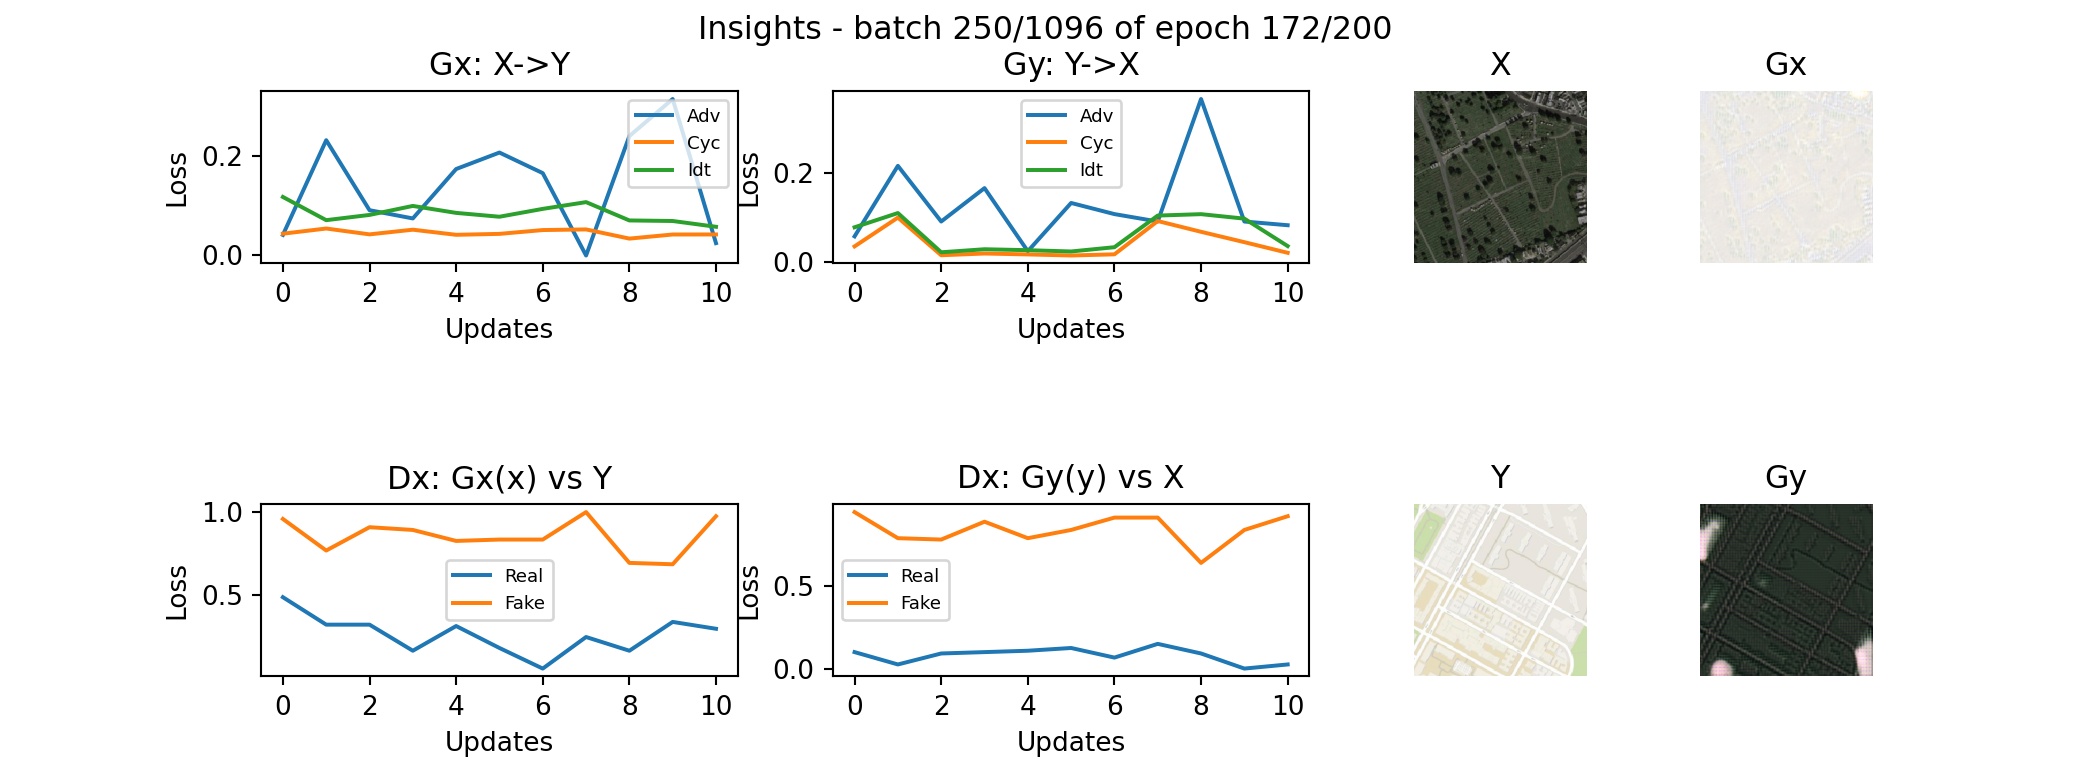 Insights - batch 250/1096 of epoch 172/200
Gx: X->Y
Loss
0.2
0.0
Adv
Cyc
Idt
0 2 4 6 8 10
Updates
Gy: Y->X
Loss
0.2
0.0
Adv
Cyc
Idt
0 2 4 6 8 10
Updates
X
Gx
Dx: Gx(x) vs Y
Loss
1.0
0.5
Real
Fake
0 2 4 6 8 10
Updates
Dx: Gy(y) vs X
Loss
0.5
0.0
Real
Fake
0 2 4 6 8 10
Updates
Y
Gy